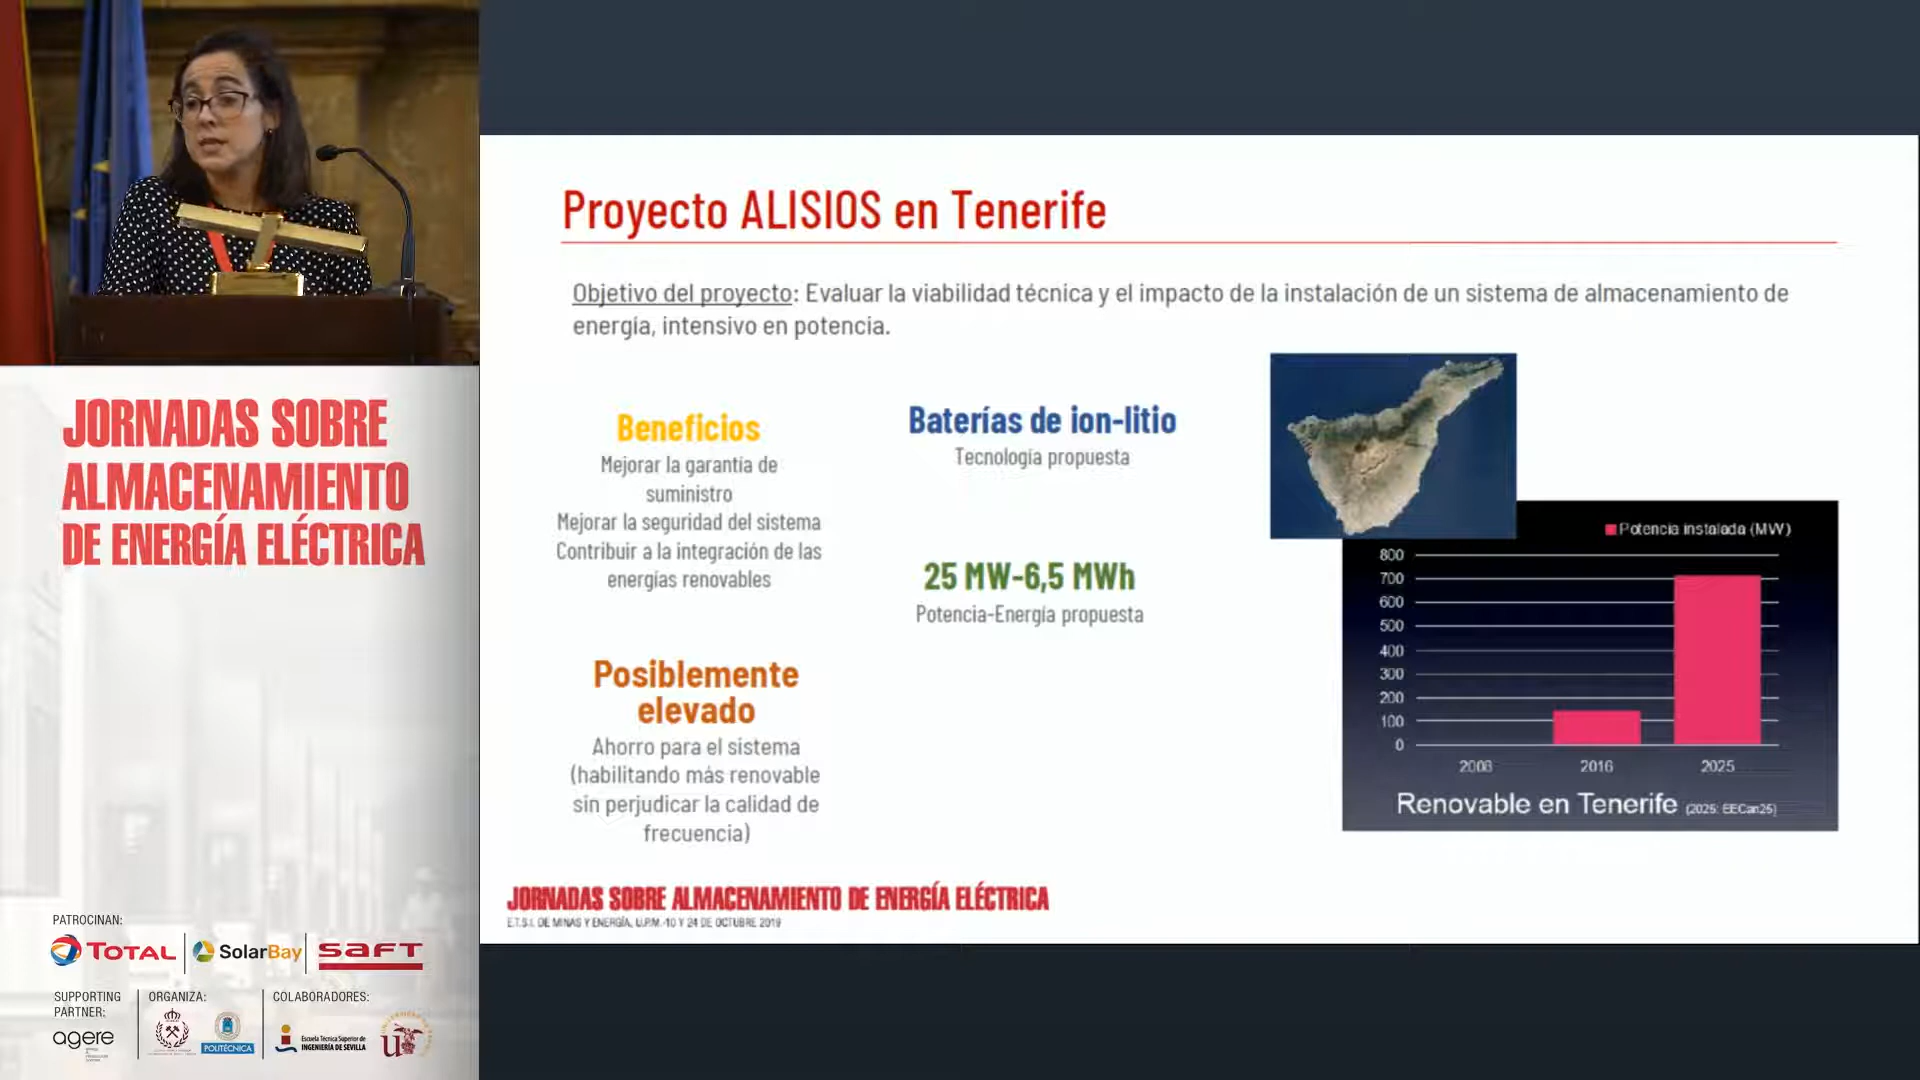 JORNADAS SOBRE
ALMACENAMIENTO
DE ENERGÍA ELÉCTRICA
PATROCINAN:
TOTAL
SolarBay
SAFT
SUPPORTING
PARTNER:
agere
ORGANIZA:
POLITÉCNICA
COLABORADORES:
Escuela Técnica Superior de
INGENIERÍA DE SEVILLA
Proyecto ALISIOS en Tenerife
Objetivo del proyecto: Evaluar la viabilidad técnica y el impacto de la instalación de un sistema de almacenamiento de
energía, intensivo en potencia.
Beneficios
Mejorar la garantía de
suministro
Mejorar la seguridad del sistema
Contribuir a la integración de las
energías renovables
Posiblemente
elevado
Ahorro para el sistema
(habilitando más renovable
sin perjudicar la calidad de
frecuencia)
Baterías de ion-litio
Tecnología propuesta
25 MW-6,5 MWh
Potencia-Energía propuesta
Potencia instalada (MW)
800
700
600
500
400
300
200
100
0
2008
2016
2025
Renovable en Tenerife (2025: EECan25)
JORNADAS SOBRE ALMACENAMIENTO DE ENERGÍA ELÉCTRICA
E.T.S.I. DE MINAS Y ENERGÍA, U.P.M.-10 Y 24 DE OCTUBRE 2019